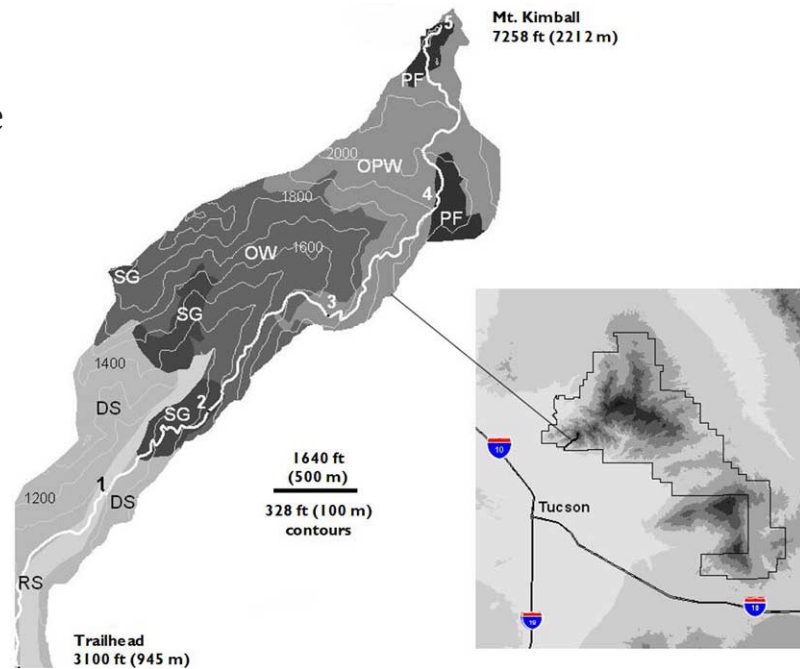 Mt. Kimball
7258 ft (2212 m)
e
5
PF
2000
OPW
4
PF
1800
OW
1600
SG
SG
3
1400
DS
SG
2
1
DS
1200
1640 ft
(500 m)
328 ft (100 m)
contours
RS
Trailhead
3100 ft (945 m)
10
Tucson
19